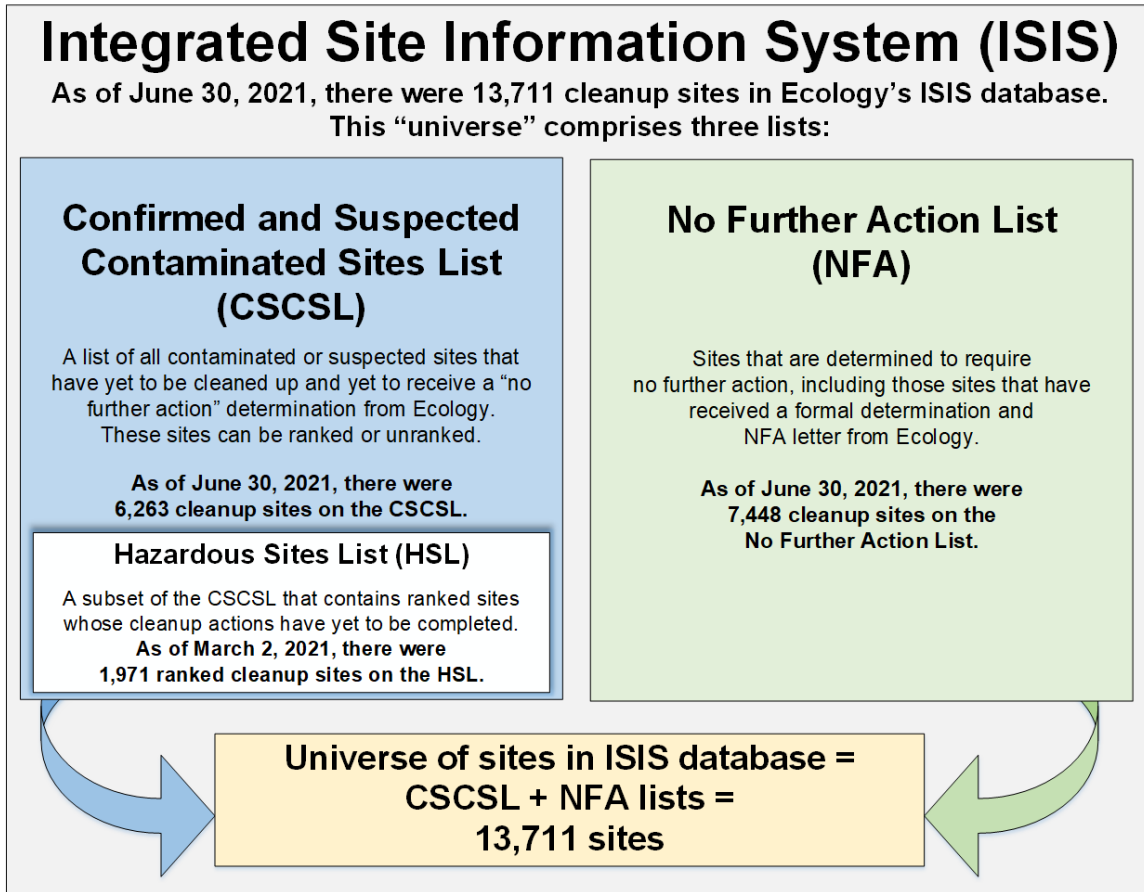 Integrated Site Information System (ISIS)
As of June 30, 2021, there were 13,711 cleanup sites in Ecology's ISIS database.
This “universe” comprises three lists:
Confirmed and Suspected
Contaminated Sites List
(CSCSL)
A list of all contaminated or suspected sites that
have yet to be cleaned up and yet to receive a “no
further action” determination from Ecology.
These sites can be ranked or unranked.
As of June 30, 2021, there were
6,263 cleanup sites on the CSCSL.
Hazardous Sites List (HSL)
A subset of the CSCSL that contains ranked sites
whose cleanup actions have yet to be completed.
As of March 2, 2021, there were
1,971 ranked cleanup sites on the HSL.
No Further Action List
(NFA)
Sites that are determined to require
no further action, including those sites that have
received a formal determination and
NFA letter from Ecology.
As of June 30, 2021, there were
7,448 cleanup sites on the
No Further Action List.
Universe of sites in ISIS database =
CSCSL + NFA lists =
13,711 sites